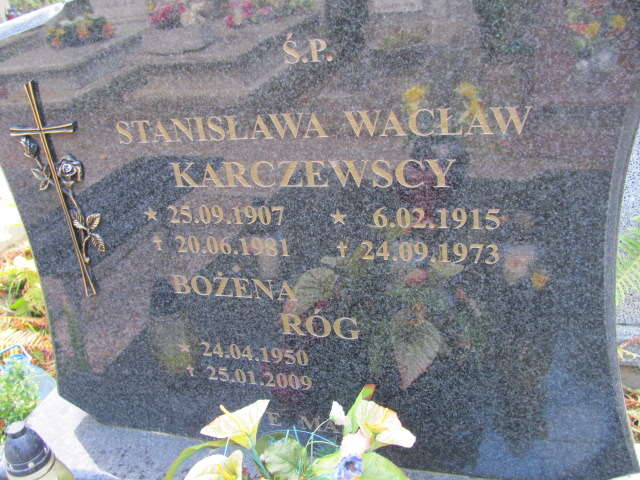 Ś.P.
STANISŁAWA WACŁAW
KARCZEWSCY
★ 25.09.1907 ★ 6.02.1915
✝ 20.06.1981 ✝ 24.09.1973
BOŻENA
RÓG
★ 24.04.1950
✝ 25.01.2009